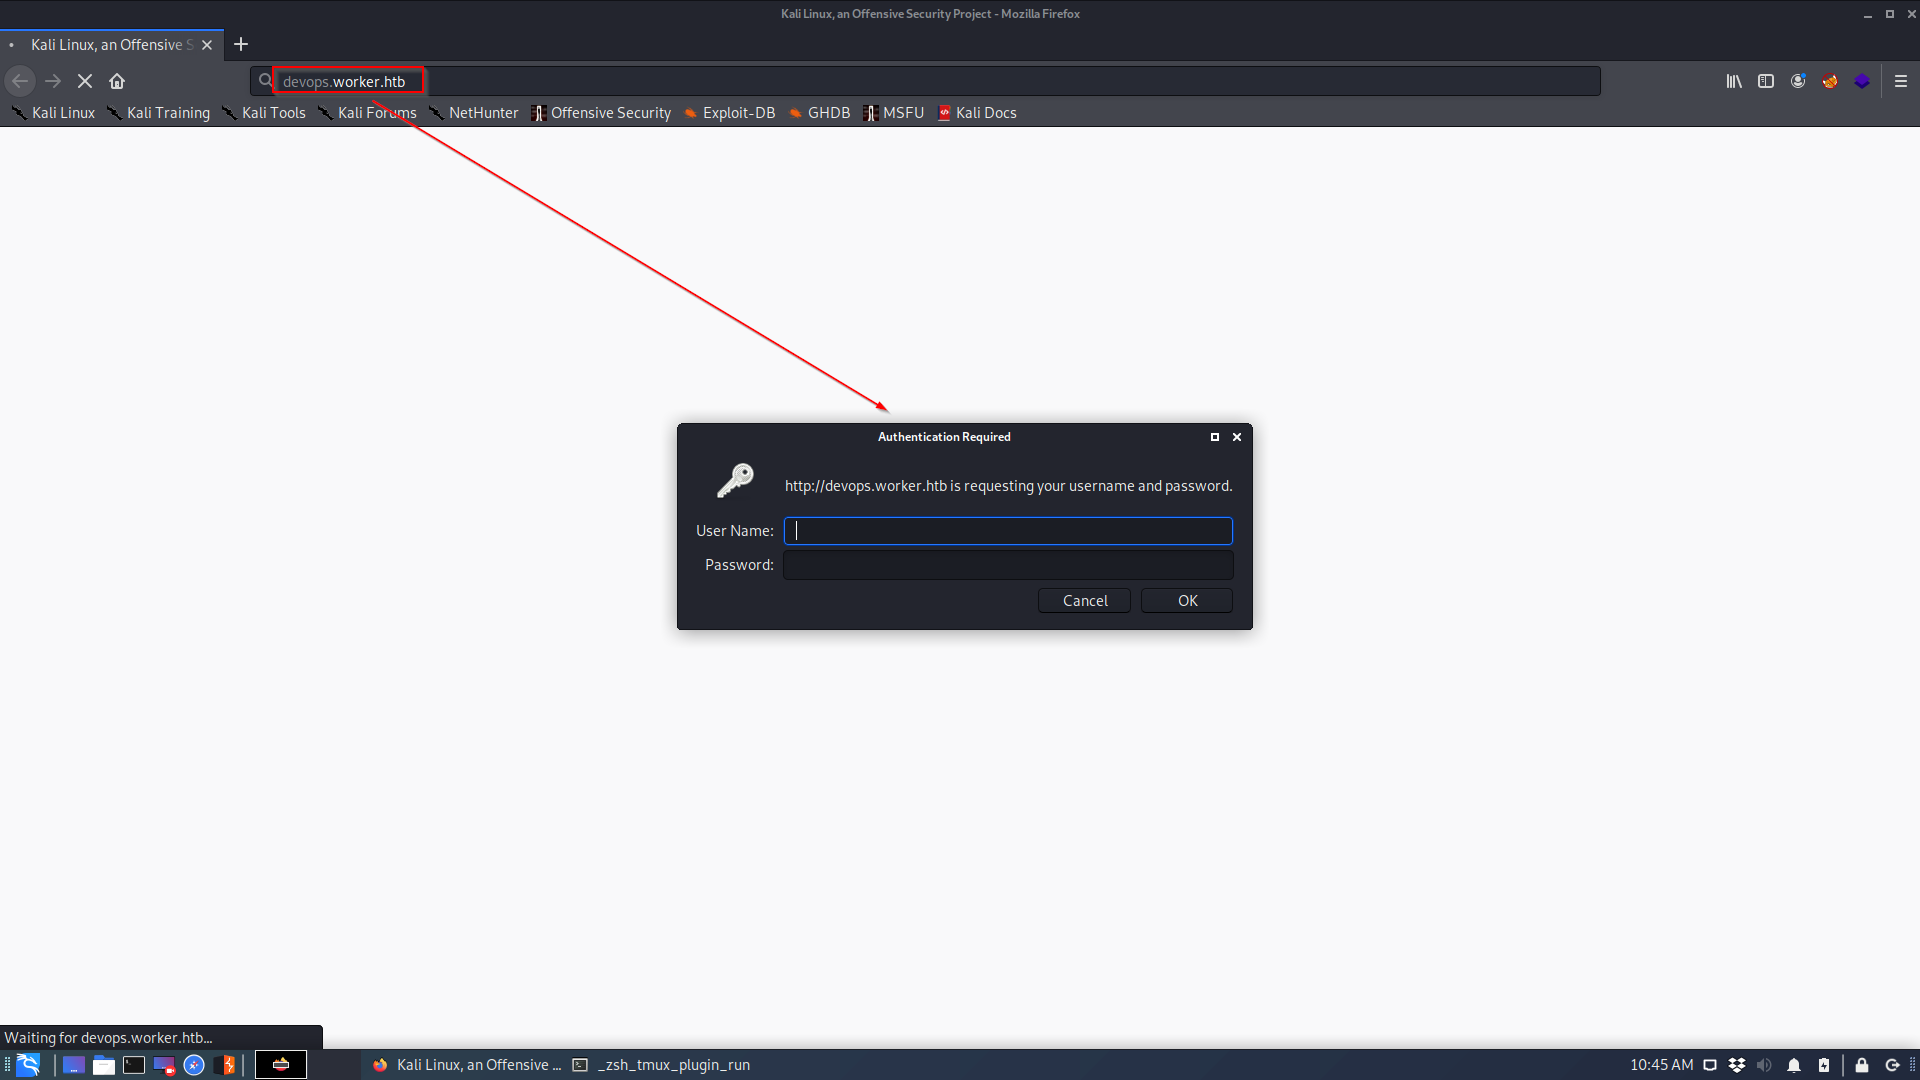 Kali Linux, an Offensive Security Project - Mozilla Firefox
Kali Linux, an Offensive S
devops.worker.htb
Kali Linux Kali Training Kali Tools Kali Forums NetHunter Offensive Security Exploit-DB GHDB MSFU Kali Docs
Authentication Required
http://devops.worker.htb is requesting your username and password.
User Name:
Password:
Cancel OK
Waiting for devops.worker.htb...
Kali Linux, an Offensive ... _zsh_tmux_plugin_run 10:45 AM